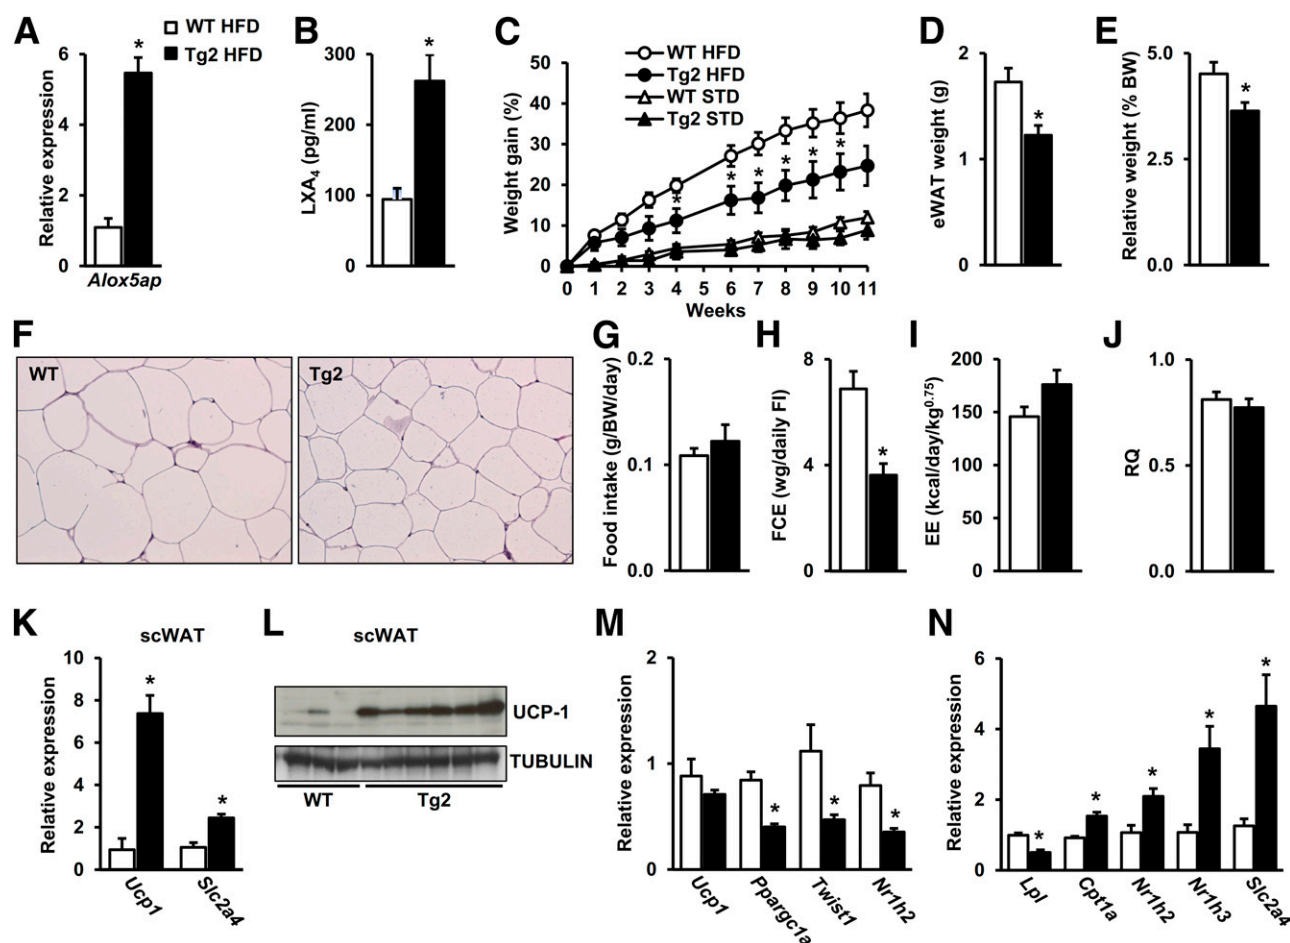 A
WT HFD
Tg2 HFD
Relative expression
6
4
2
0
*
Alox5ap
B
LXA4 (pg/ml)
300
200
100
0
*
C
WT HFD
Tg2 HFD
WT STD
Tg2 STD
Weight gain (%)
50
40
30
20
10
0
* * * * * *
0 1 2 3 4 5 6 7 8 9 10 11
Weeks
D
eWAT weight (g)
2
1
0
*
E
Relative weight (% BW)
5.0
2.5
0.0
*
F
WT
Tg2
G
Food intake (g/BW/day)
0.2
0.1
0.0
H
FCE (wg/daily FI)
8
4
0
*
I
EE (kcal/day/kg0.75)
200
150
100
50
0
J
RQ
1.0
0.5
0.0
K
scWAT
Relative expression
10
8
6
4
2
0
* *
Ucp1 Slc2a4
L
scWAT
UCP-1
TUBULIN
WT Tg2
M
Relative expression
2
1
0
* * *
Ucp1 Ppargc1a Twist1 Nr1h2
N
Relative expression
6
4
2
0
* * * * *
Lpl Cpt1a Nr1h2 Nr1h3 Slc2a4